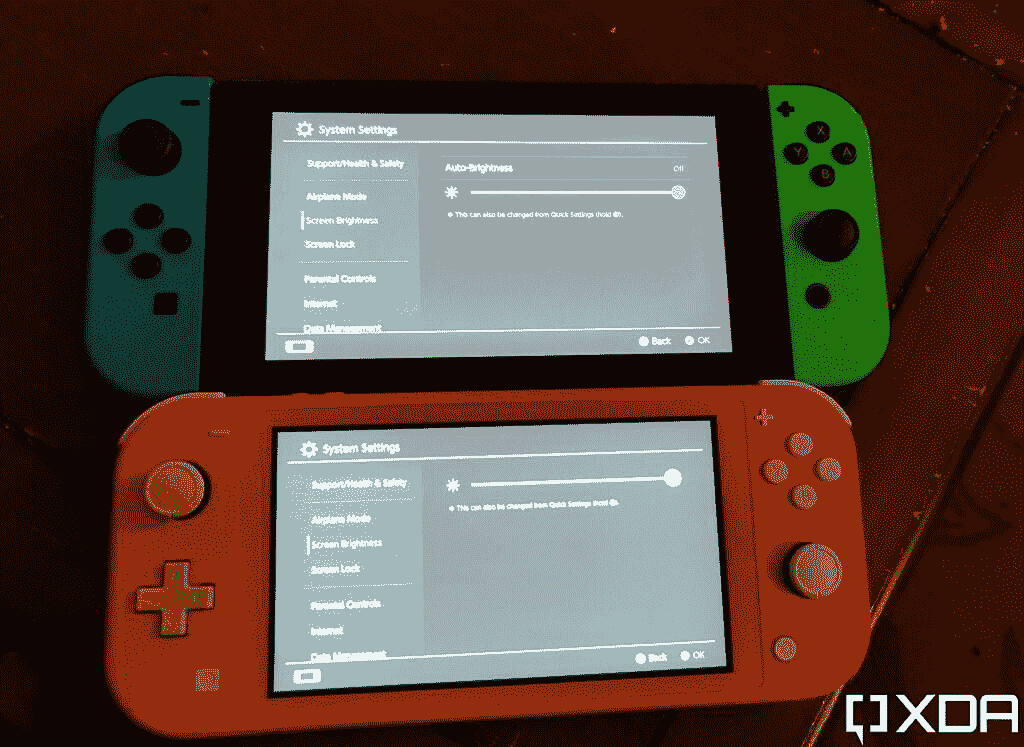 System Settings
Support/Health & Safety
Airplane Mode
Screen Brightness
Screen Lock
Parental Controls
Internet
Data Management
Auto-Brightness Off
This can also be changed from Quick Settings (hold ).
Back OK
X
Y A
B
System Settings
Support/Health & Safety
Airplane Mode
Screen Brightness
Screen Lock
Parental Controls
Internet
Data Management
This can also be changed from Quick Settings (hold ).
Back OK
XDA